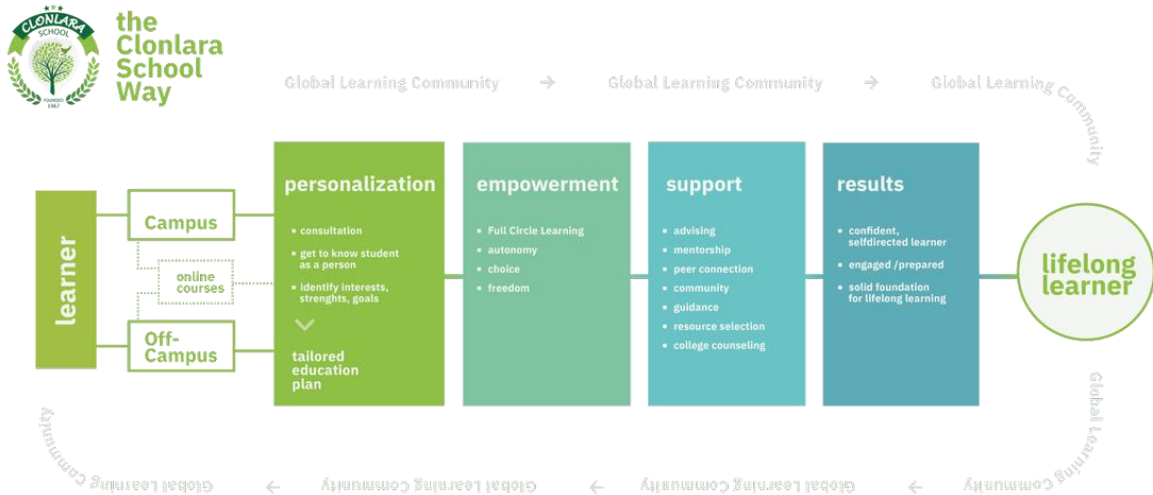 CLONLARA
SCHOOL
FOUNDED
1967
the
Clonlara
School
Way
Global Learning Community → Global Learning Community → Global Learning Community
learner
Campus
online
courses
Off-
Campus
personalization
• consultation
• get to know student
as a person
• identify interests,
strenghts, goals
tailored
education
plan
empowerment
• Full Circle Learning
• autonomy
• choice
• freedom
support
• advising
• mentorship
• peer connection
• community
• guidance
• resource selection
• college counseling
results
• confident,
selfdirected learner
• engaged /prepared
• solid foundation
for lifelong learning
lifelong
learner
Global Learning Community
Global Learning Community ← Global Learning Community ← Global Learning Community ←